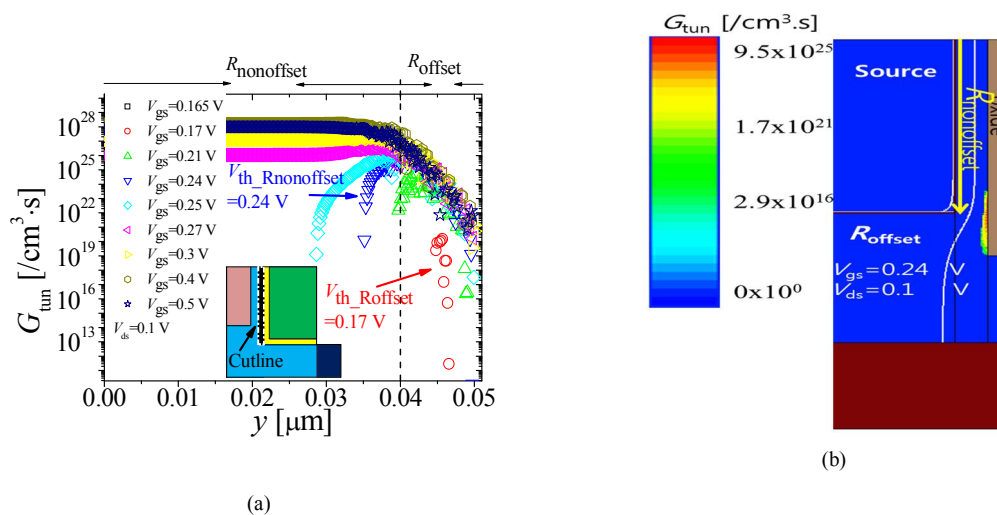 R_nonoffset R_offset
10^28
10^25
10^22
10^19
10^16
10^13
G_tun [/cm^3·s]
V_gs=0.165 V
V_gs=0.17 V
V_gs=0.21 V
V_gs=0.24 V
V_gs=0.25 V
V_gs=0.27 V
V_gs=0.3 V
V_gs=0.4 V
V_gs=0.5 V
V_ds=0.1 V
V_th_Rnonoffset
=0.24 V
V_th_Roffset
=0.17 V
Cutline
0.00 0.01 0.02 0.03 0.04 0.05
y [μm]
(a)
G_tun [/cm³.s]
9.5x10^25
1.7x10^21
2.9x10^16
0x10^0
Source
R_nonoffset
R_offset
V_gs=0.24 V
V_ds=0.1 V
(b)